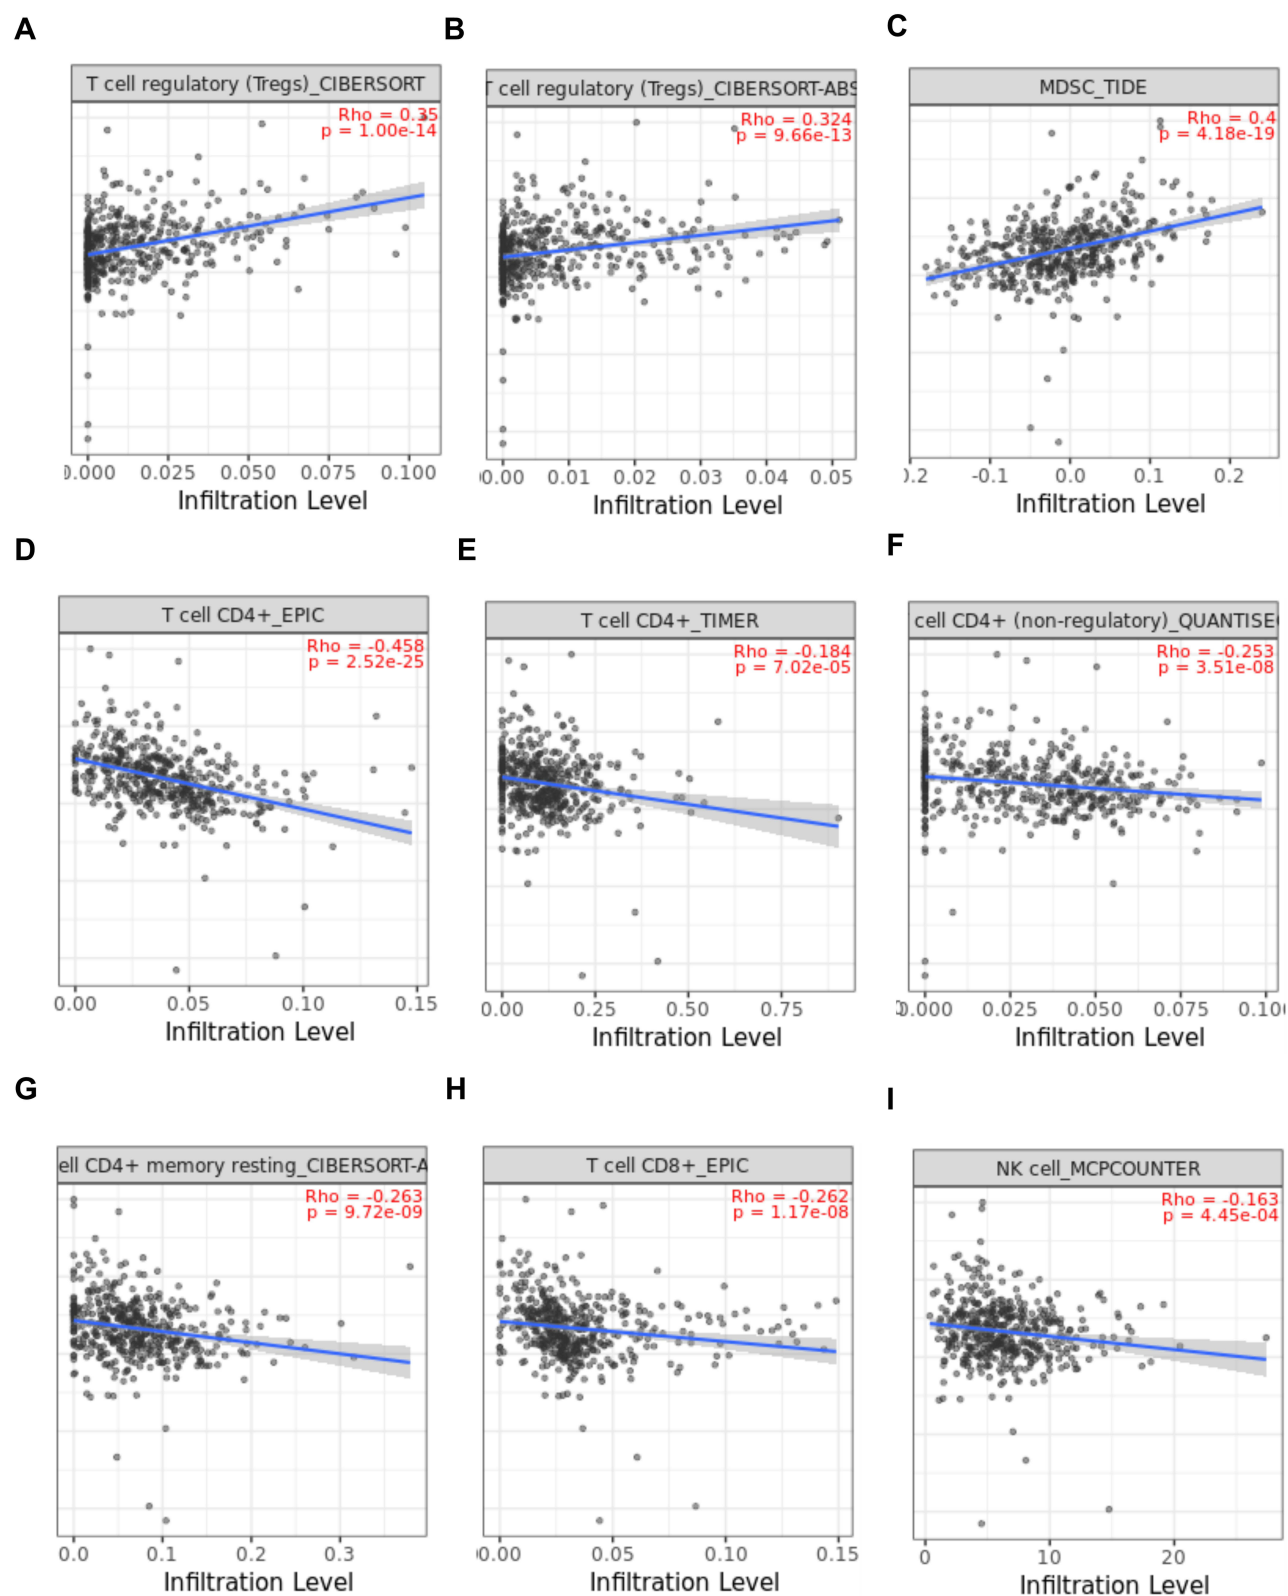 A
B
C
T cell regulatory (Tregs)_CIBERSORT
T cell regulatory (Tregs)_CIBERSORT-ABS
MDSC_TIDE
Rho = 0.35
p = 1.00e-14
Rho = 0.324
p = 9.66e-13
Rho = 0.4
p = 4.18e-19
0.000 0.025 0.050 0.075 0.100
0.00 0.01 0.02 0.03 0.04 0.05
0.2 -0.1 0.0 0.1 0.2
Infiltration Level
Infiltration Level
Infiltration Level
D
E
F
T cell CD4+_EPIC
T cell CD4+_TIMER
cell CD4+ (non-regulatory)_QUANTISE
Rho = -0.458
p = 2.52e-25
Rho = -0.184
p = 7.02e-05
Rho = -0.253
p = 3.51e-08
0.00 0.05 0.10 0.15
0.00 0.25 0.50 0.75
0.000 0.025 0.050 0.075 0.10
Infiltration Level
Infiltration Level
Infiltration Level
G
H
I
ell CD4+ memory resting_CIBERSORT-A
T cell CD8+_EPIC
NK cell_MCPCOUNTER
Rho = -0.263
p = 9.72e-09
Rho = -0.262
p = 1.17e-08
Rho = -0.163
p = 4.45e-04
0.0 0.1 0.2 0.3
0.00 0.05 0.10 0.15
0 10 20
Infiltration Level
Infiltration Level
Infiltration Level